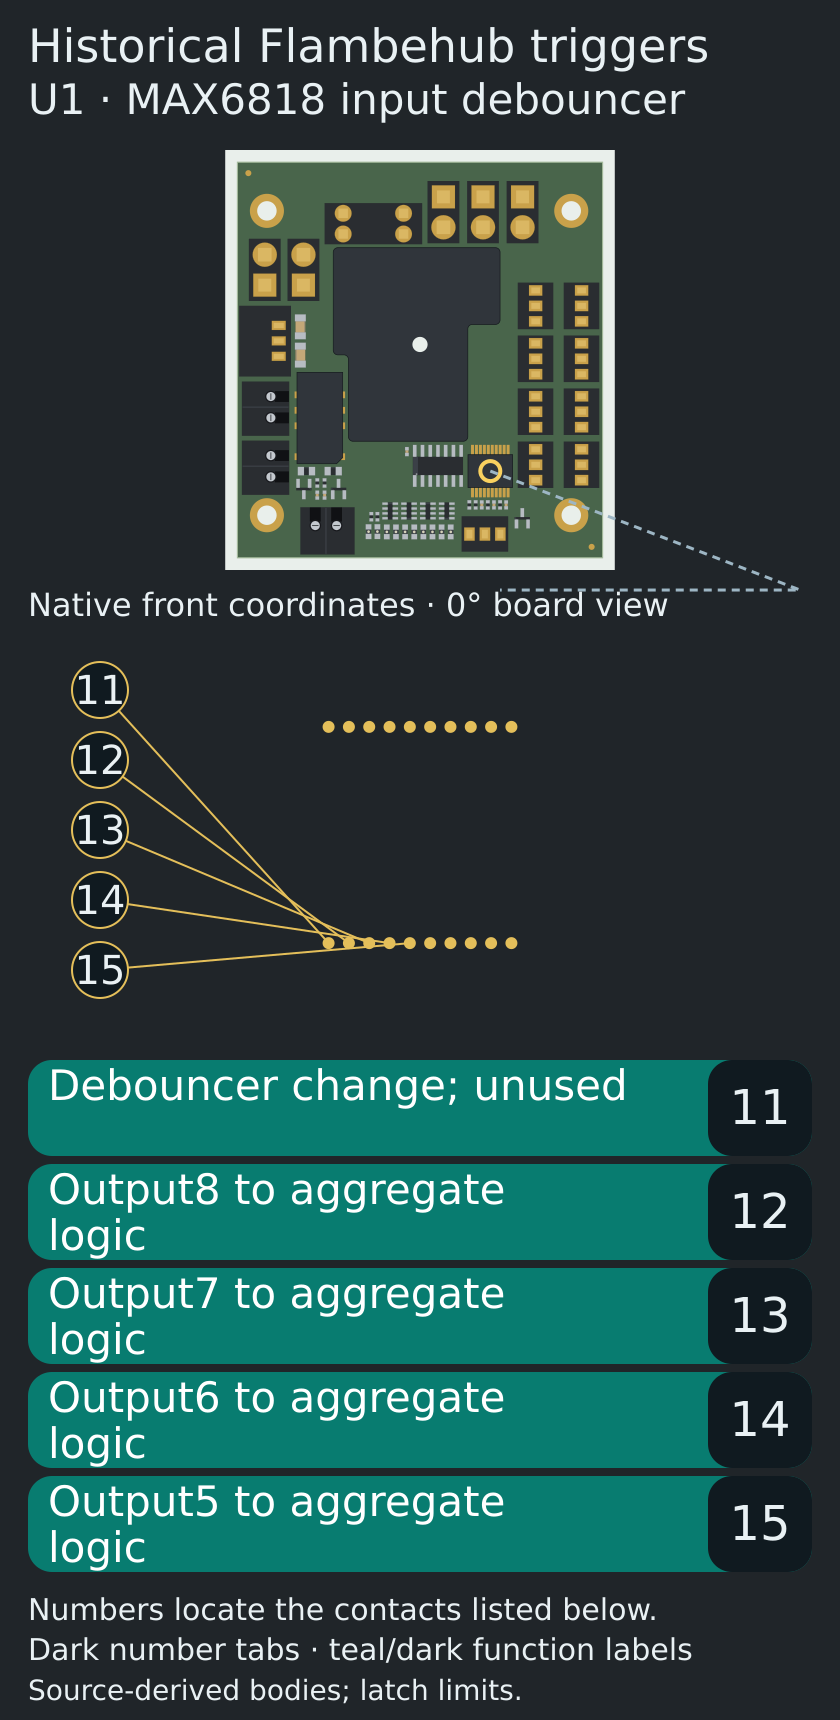 Historical Flambehub triggers
U1 · MAX6818 input debouncer
Native front coordinates · 0° board view
11
12
13
14
15
Debouncer change; unused
11
Output8 to aggregate
logic
12
Output7 to aggregate
logic
13
Output6 to aggregate
logic
14
Output5 to aggregate
logic
15
Numbers locate the contacts listed below.
Dark number tabs · teal/dark function labels
Source-derived bodies; latch limits.